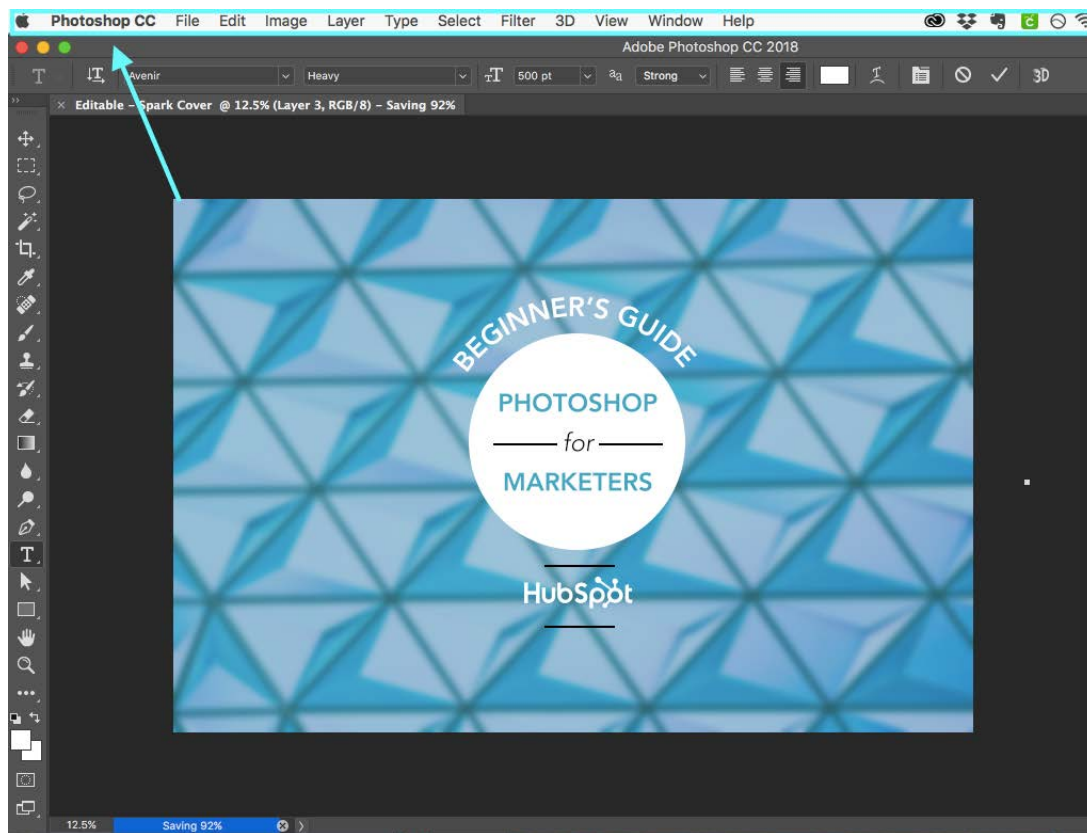 Photoshop CC File Edit Image Layer Type Select Filter 3D View Window Help
Adobe Photoshop CC 2018
T Avenir Heavy T 500 pt aa Strong 3D
× Editable – Spark Cover @ 12.5% (Layer 3, RGB/8) – Saving 92%
BEGINNER'S GUIDE
PHOTOSHOP
for
MARKETERS
HubSpot
12.5% Saving 92%